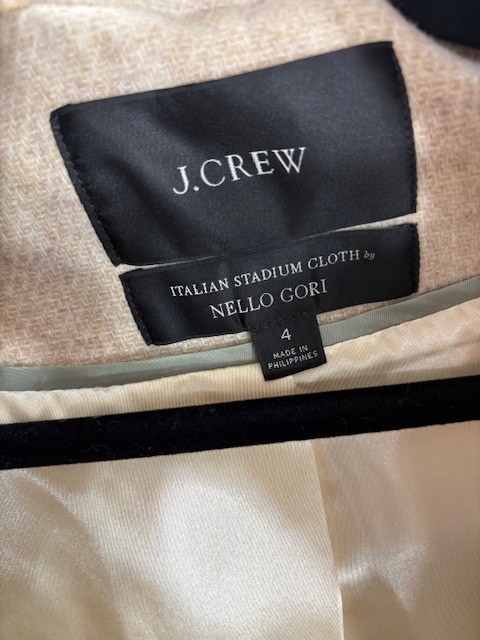 J.CREW
ITALIAN STADIUM CLOTH by
NELLO GORI
4
MADE IN
PHILIPPINES